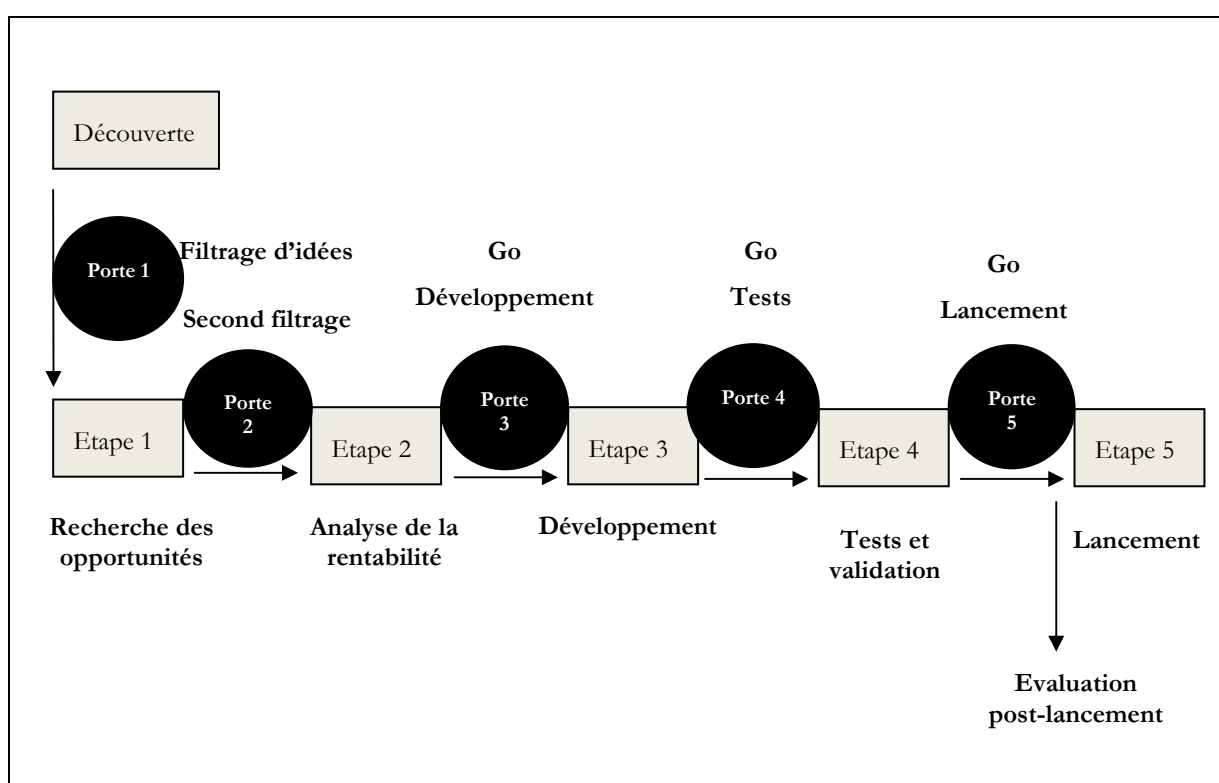 Découverte
Porte 1
Filtrage d'idées
Second filtrage
Go
Développement
Go
Tests
Go
Lancement
Etape 1
Porte
2
Etape 2
Porte
3
Etape 3
Porte 4
Etape 4
Porte
5
Etape 5
Recherche des
opportunités
Analyse de la
rentabilité
Développement
Tests et
validation
Lancement
Evaluation
post-lancement